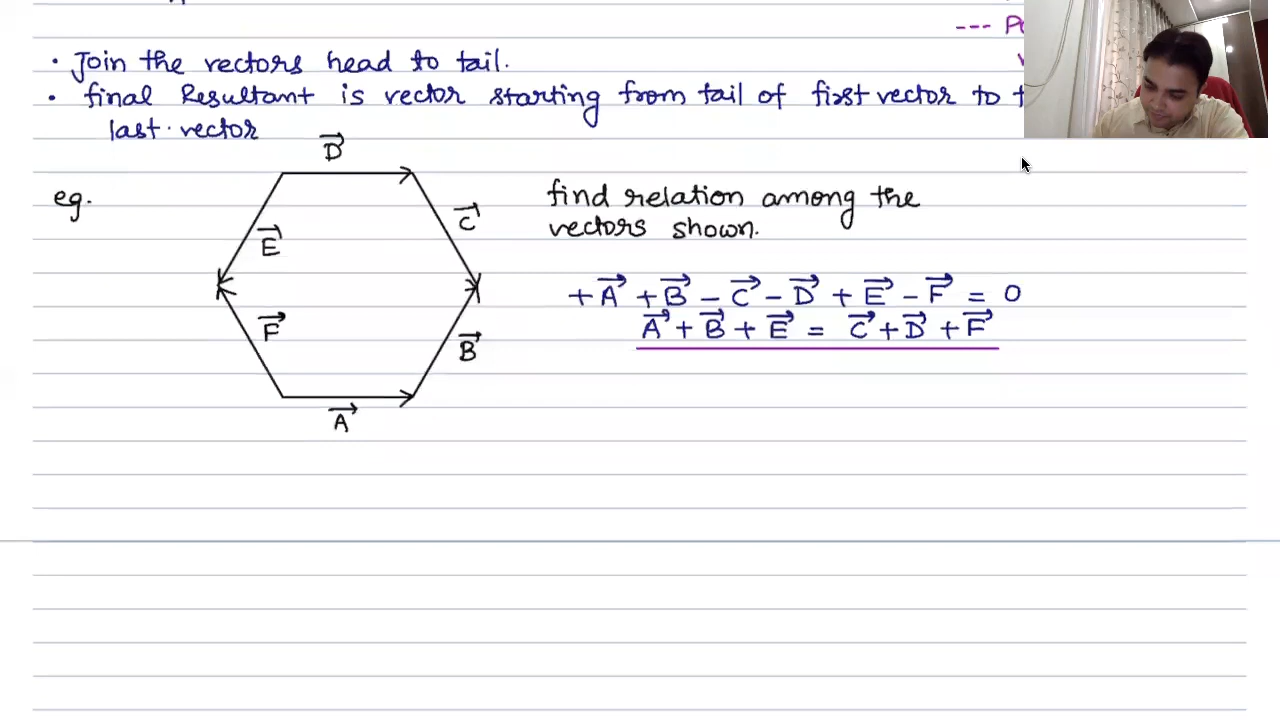 --- P
• Join the vectors head to tail.
• final Resultant is vector starting from tail of first vector to
last vector
D⃗
eg.
find relation among the
C⃗
vectors shown.
E⃗
+A⃗ +B⃗ - C⃗ - D⃗ + E⃗ - F⃗ = 0
F⃗
A⃗ + B⃗ + E⃗ = C⃗ + D⃗ + F⃗
B⃗
A⃗